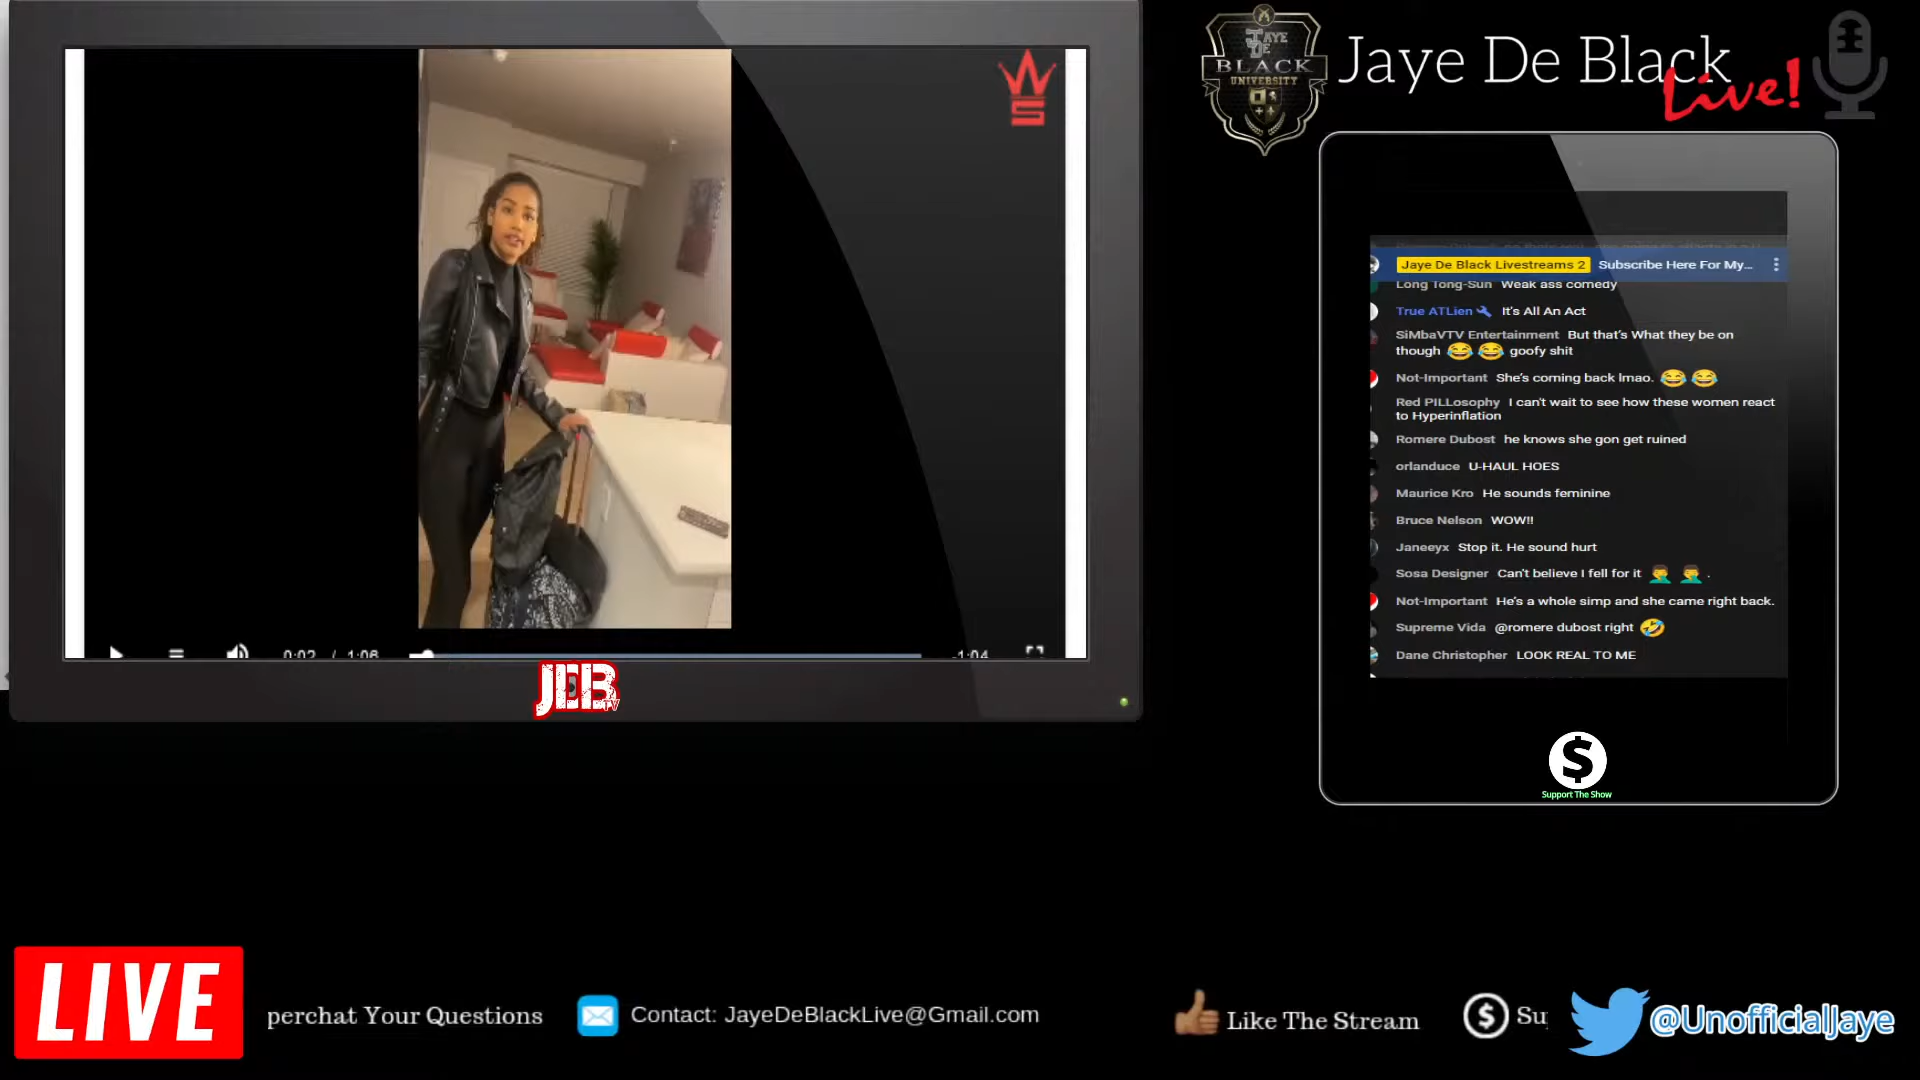 WS
JAYE
DE
BLACK
UNIVERSITY
Jaye De Black
Live!
Jaye De Black Livestreams 2 Subscribe Here For My...
Long Tong-Sun Weak ass comedy
True ATLien It's All An Act
SiMbaVTV Entertainment But that's What they be on
though 😂 😂 goofy shit
Not-Important She's coming back lmao. 😂 😂
Red PILLosophy I can't wait to see how these women react
to Hyperinflation
Romere Dubost he knows she gon get ruined
orlanduce U-HAUL HOES
Maurice Kro He sounds feminine
Bruce Nelson WOW!!
Janeeyx Stop it. He sound hurt
Sosa Designer Can't believe I fell for it 🤦‍♂️ 🤦‍♂️ .
Not-Important He's a whole simp and she came right back.
Supreme Vida @romere dubost right 🤣
Dane Christopher LOOK REAL TO ME
0:02 / 1:06
-1:04
JDB
TV
$
Support The Show
LIVE
perchat Your Questions
Contact: JayeDeBlackLive@Gmail.com
Like The Stream
$ Su
@UnofficialJaye